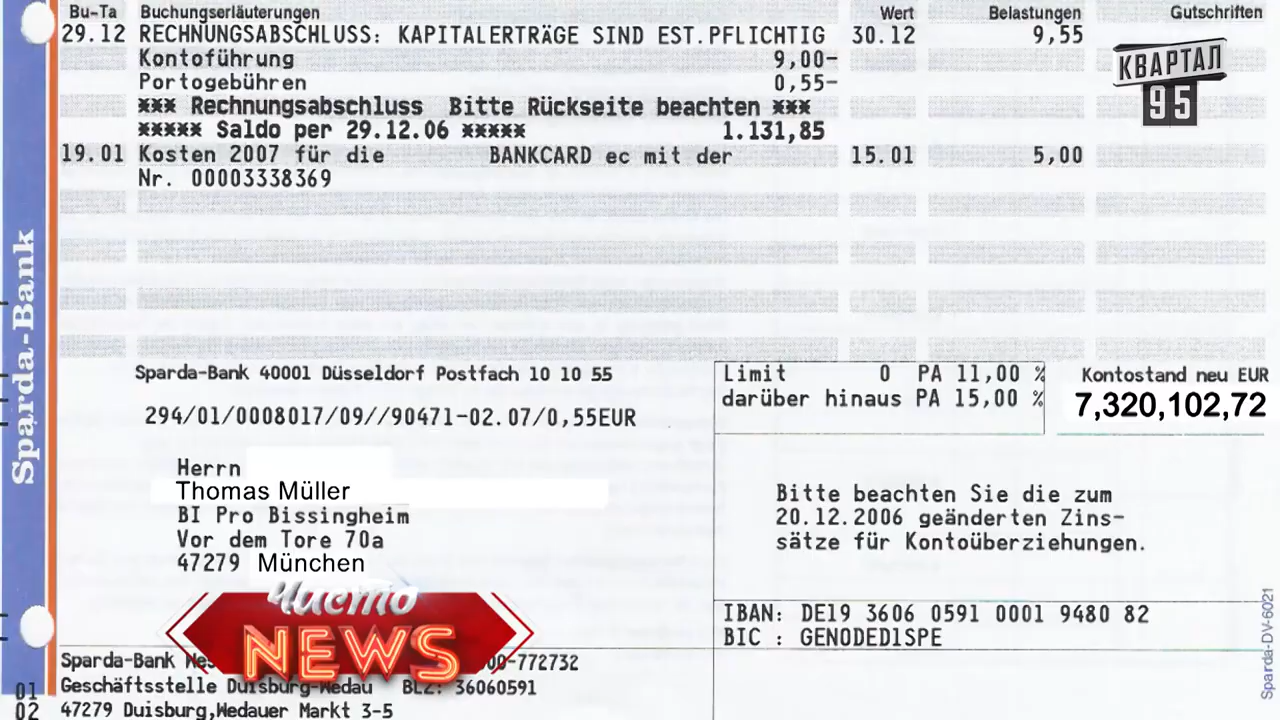 Bu-Ta Buchungserläuterungen Wert Belastungen Gutschriften
29.12 RECHNUNGSABSCHLUSS: KAPITALERTRÄGE SIND EST.PFLICHTIG 30.12 9,55
Kontoführung 9,00-
Portogebühren 0,55-
*** Rechnungsabschluss Bitte Rückseite beachten ***
***** Saldo per 29.12.06 ***** 1.131,85
19.01 Kosten 2007 für die BANKCARD ec mit der 15.01 5,00
Nr. 00003338369
КВАРТАЛ
95
Sparda-Bank
Sparda-Bank 40001 Düsseldorf Postfach 10 10 55
294/01/0008017/09//90471-02.07/0,55EUR
Limit 0 PA 11,00 %
darüber hinaus PA 15,00 %
Kontostand neu EUR
7,320,102,72
Herrn
Thomas Müller
BI Pro Bissingheim
Vor dem Tore 70a
47279 München
Bitte beachten Sie die zum
20.12.2006 geänderten Zins-
sätze für Kontoüberziehungen.
IBAN: DE19 3606 0591 0001 9480 82
BIC : GENODED1SPE
Чисто
NEWS
Sparda-Bank 00-772732
01 Geschäftsstelle Duisburg-Wedau BLZ: 36060591
02 47279 Duisburg,Wedauer Markt 3-5
Sparda-DV-6021